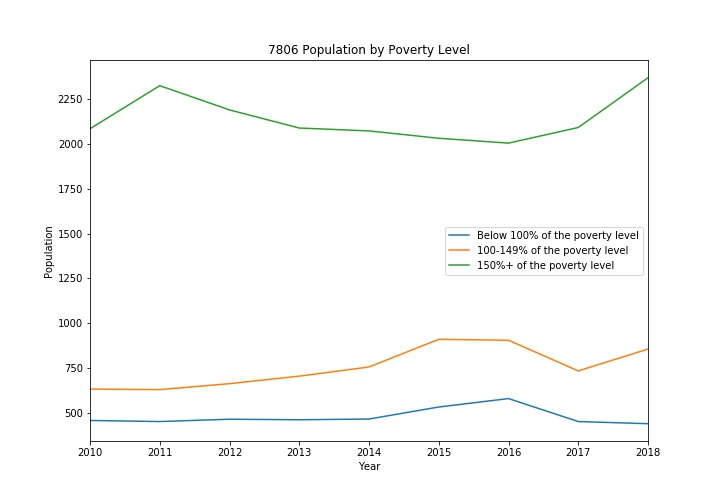 7806 Population by Poverty Level
2250
2000
1750
1500
1250
1000
750
500
Population
Below 100% of the poverty level
100-149% of the poverty level
150%+ of the poverty level
2010 2011 2012 2013 2014 2015 2016 2017 2018
Year